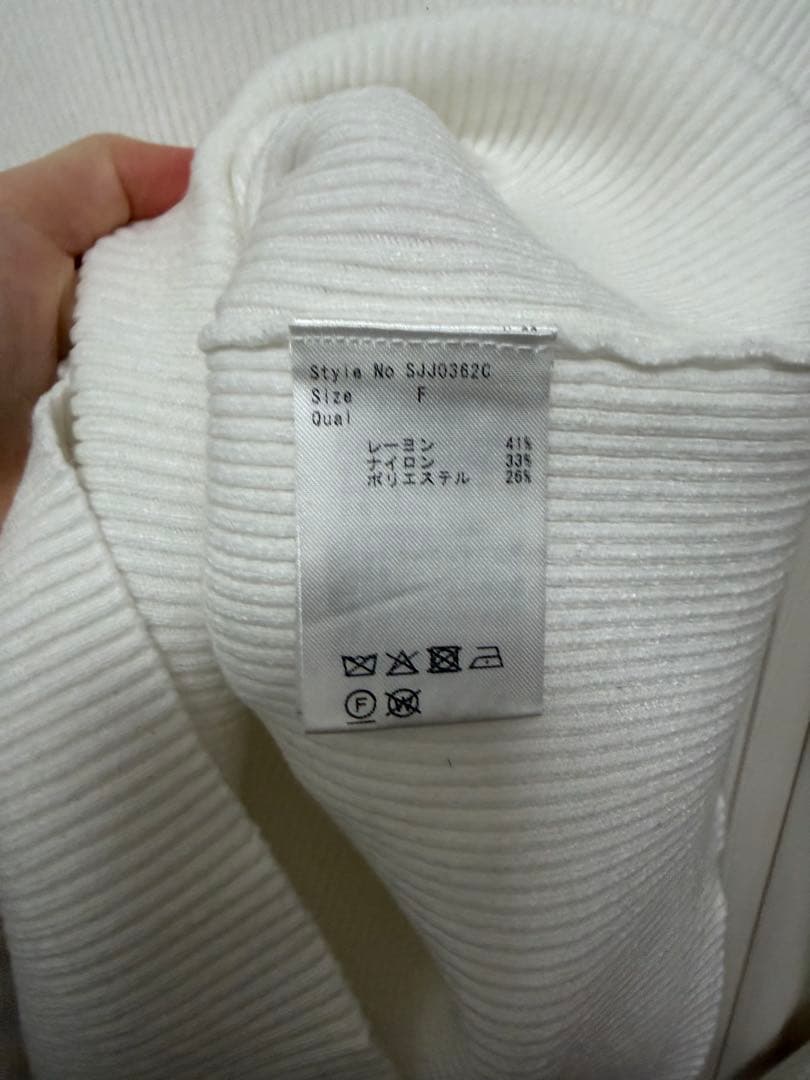 Style No SJJ0362C
Size F
Qual
レーヨン 41%
ナイロン 33%
ポリエステル 26%
F W